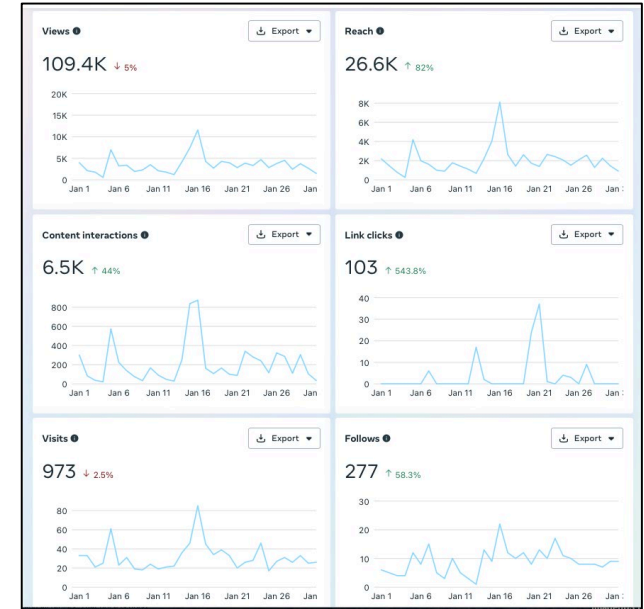 Views Export
109.4K ↓ 5%
20K
15K
10K
5K
0
Jan 1 Jan 6 Jan 11 Jan 16 Jan 21 Jan 26 Jan
Reach Export
26.6K ↑ 82%
8K
6K
4K
2K
0
Jan 1 Jan 6 Jan 11 Jan 16 Jan 21 Jan 26 Jan
Content interactions Export
6.5K ↑ 44%
800
600
400
200
0
Jan 1 Jan 6 Jan 11 Jan 16 Jan 21 Jan 26 Jan
Link clicks Export
103 ↑ 543.8%
40
30
20
10
0
Jan 1 Jan 6 Jan 11 Jan 16 Jan 21 Jan 26 Jan
Visits Export
973 ↓ 2.5%
80
60
40
20
0
Jan 1 Jan 6 Jan 11 Jan 16 Jan 21 Jan 26 Jan
Follows Export
277 ↑ 58.3%
30
20
10
0
Jan 1 Jan 6 Jan 11 Jan 16 Jan 21 Jan 26 Jan